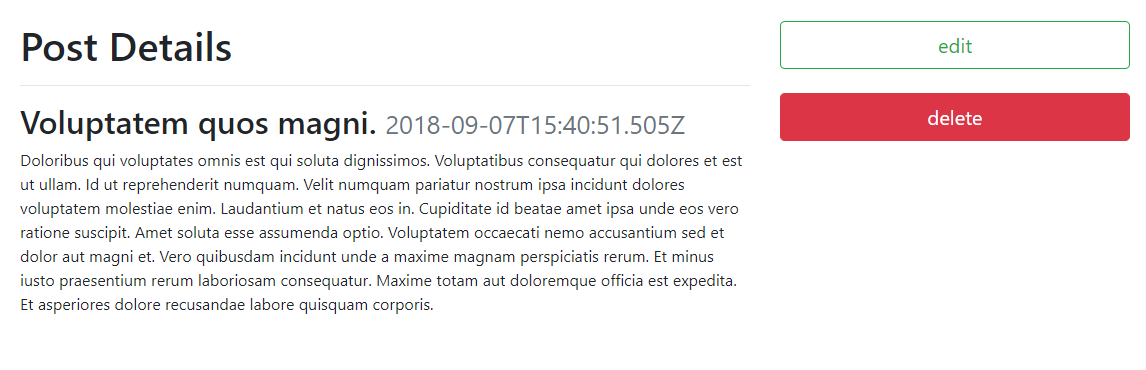 Post Details
edit
delete
Voluptatem quos magni. 2018-09-07T15:40:51.505Z
Doloribus qui voluptates omnis est qui soluta dignissimos. Voluptatibus consequatur qui dolores et est
ut ullam. Id ut reprehenderit numquam. Velit numquam pariatur nostrum ipsa incidunt dolores
voluptatem molestiae enim. Laudantium et natus eos in. Cupiditate id beatae amet ipsa unde eos vero
ratione suscipit. Amet soluta esse assumenda optio. Voluptatem occaecati nemo accusantium sed et
dolor aut magni et. Vero quibusdam incidunt unde a maxime magnam perspiciatis rerum. Et minus
iusto praesentium rerum laboriosam consequatur. Maxime totam aut doloremque officia est expedita.
Et asperiores dolore recusandae labore quisquam corporis.